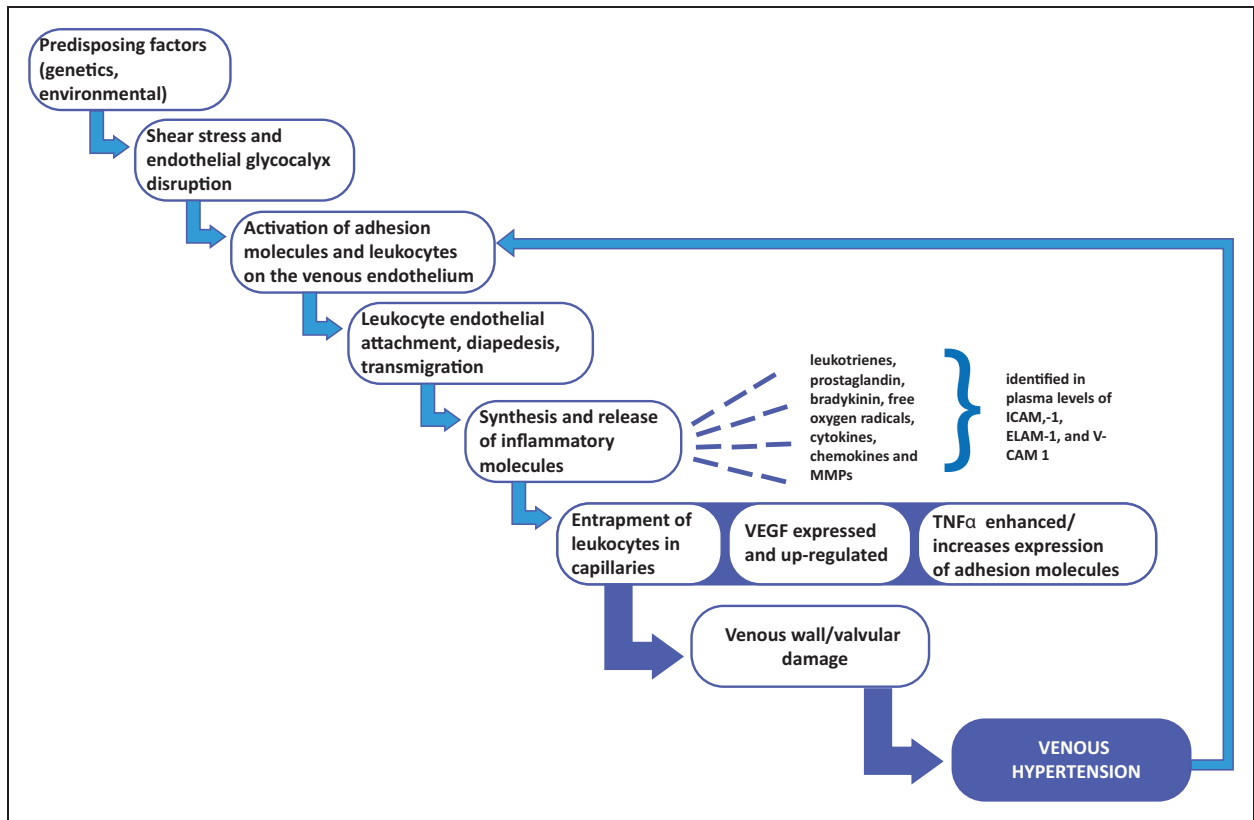 Predisposing factors
(genetics,
environmental)
Shear stress and
endothelial glycocalyx
disruption
Activation of adhesion
molecules and leukocytes
on the venous endothelium
Leukocyte endothelial
attachment, diapedesis,
transmigration
Synthesis and release
of inflammatory
molecules
leukotrienes,
prostaglandin,
bradykinin, free
oxygen radicals,
cytokines,
chemokines and
MMPs
}
identified in
plasma levels of
ICAM,-1,
ELAM-1, and V-
CAM 1
Entrapment of
leukocytes in
capillaries
VEGF expressed
and up-regulated
TNFα enhanced/
increases expression
of adhesion molecules
Venous wall/valvular
damage
VENOUS
HYPERTENSION